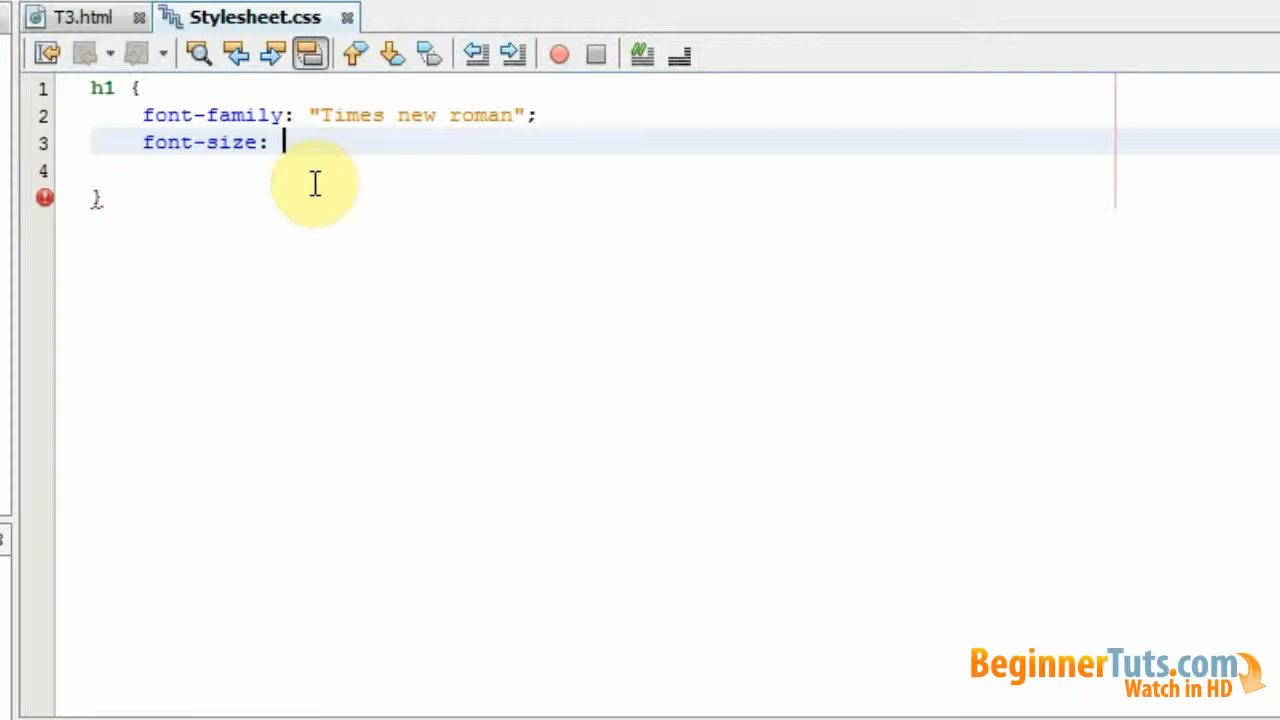 T3.html
Stylesheet.css
1 h1 {
2 font-family: "Times new roman";
3 font-size:
4
}
BeginnerTuts.com
Watch in HD